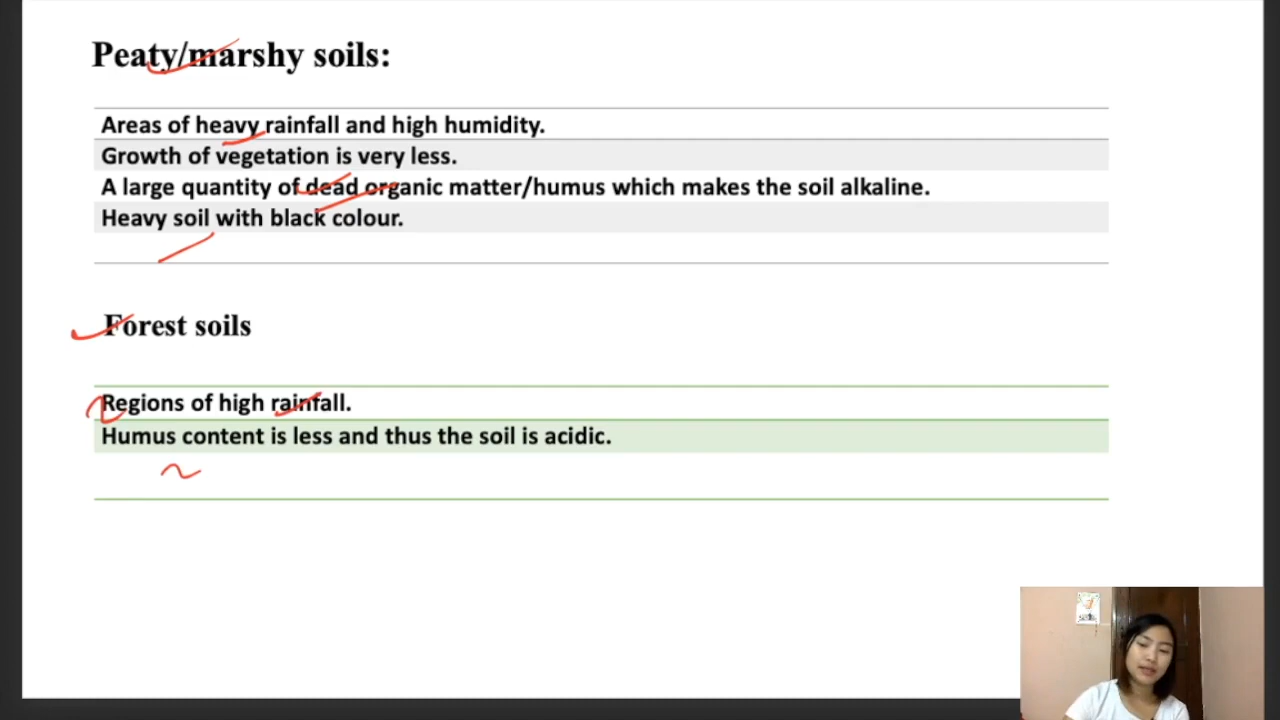 Peaty/marshy soils:
Areas of heavy rainfall and high humidity.
Growth of vegetation is very less.
A large quantity of dead organic matter/humus which makes the soil alkaline.
Heavy soil with black colour.
Forest soils
Regions of high rainfall.
Humus content is less and thus the soil is acidic.